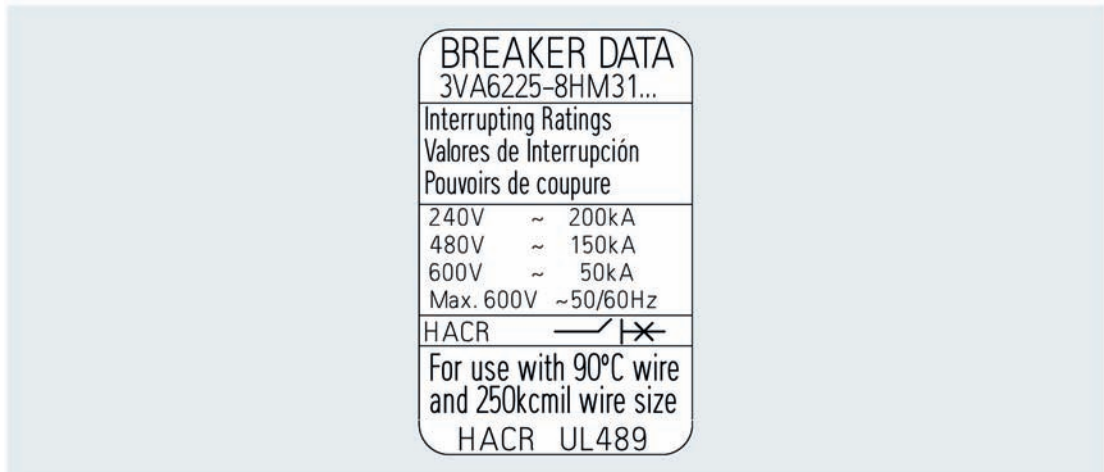 BREAKER DATA
3VA6225-8HM31...
Interrupting Ratings
Valores de Interrupción
Pouvoirs de coupure
240V ~ 200kA
480V ~ 150kA
600V ~ 50kA
Max. 600V ~50/60Hz
HACR
For use with 90°C wire
and 250kcmil wire size
HACR UL489